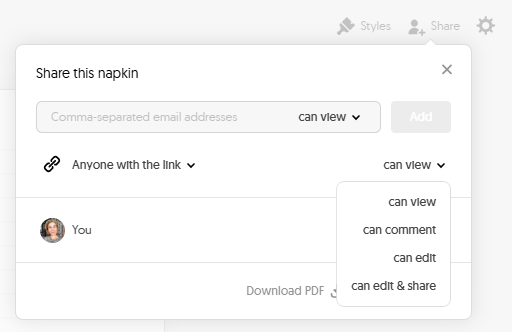 Styles
Share
Share this napkin
Comma-separated email addresses
can view
Add
Anyone with the link
can view
can view
can comment
can edit
can edit & share
You
Download PDF